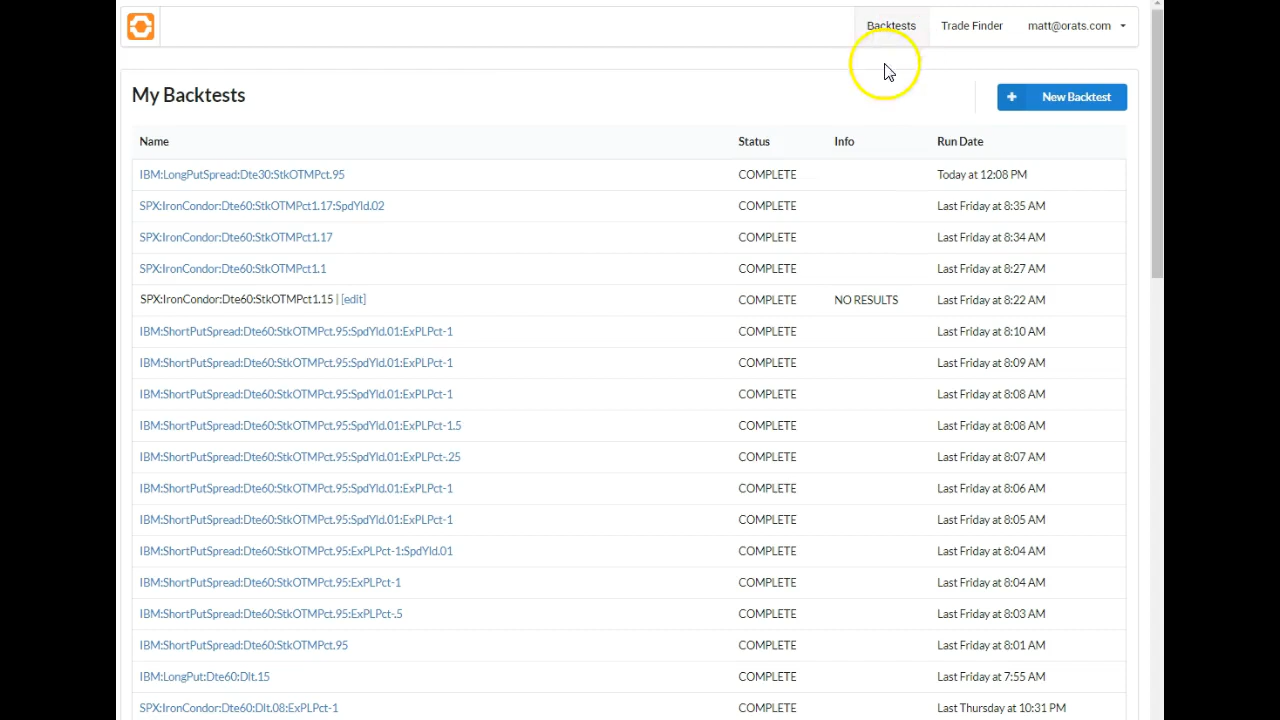 Backtests Trade Finder matt@orats.com
My Backtests
+ New Backtest
Name Status Info Run Date
IBM:LongPutSpread:Dte30:StkOTMPct.95 COMPLETE Today at 12:08 PM
SPX:IronCondor:Dte60:StkOTMPct1.17:SpdYld.02 COMPLETE Last Friday at 8:35 AM
SPX:IronCondor:Dte60:StkOTMPct1.17 COMPLETE Last Friday at 8:34 AM
SPX:IronCondor:Dte60:StkOTMPct1.1 COMPLETE Last Friday at 8:27 AM
SPX:IronCondor:Dte60:StkOTMPct1.15 | [edit] COMPLETE NO RESULTS Last Friday at 8:22 AM
IBM:ShortPutSpread:Dte60:StkOTMPct.95:SpdYld.01:ExPLPct-1 COMPLETE Last Friday at 8:10 AM
IBM:ShortPutSpread:Dte60:StkOTMPct.95:SpdYld.01:ExPLPct-1 COMPLETE Last Friday at 8:09 AM
IBM:ShortPutSpread:Dte60:StkOTMPct.95:SpdYld.01:ExPLPct-1 COMPLETE Last Friday at 8:08 AM
IBM:ShortPutSpread:Dte60:StkOTMPct.95:SpdYld.01:ExPLPct-1.5 COMPLETE Last Friday at 8:08 AM
IBM:ShortPutSpread:Dte60:StkOTMPct.95:SpdYld.01:ExPLPct-.25 COMPLETE Last Friday at 8:07 AM
IBM:ShortPutSpread:Dte60:StkOTMPct.95:SpdYld.01:ExPLPct-1 COMPLETE Last Friday at 8:06 AM
IBM:ShortPutSpread:Dte60:StkOTMPct.95:SpdYld.01:ExPLPct-1 COMPLETE Last Friday at 8:05 AM
IBM:ShortPutSpread:Dte60:StkOTMPct.95:ExPLPct-1:SpdYld.01 COMPLETE Last Friday at 8:04 AM
IBM:ShortPutSpread:Dte60:StkOTMPct.95:ExPLPct-1 COMPLETE Last Friday at 8:04 AM
IBM:ShortPutSpread:Dte60:StkOTMPct.95:ExPLPct-.5 COMPLETE Last Friday at 8:03 AM
IBM:ShortPutSpread:Dte60:StkOTMPct.95 COMPLETE Last Friday at 8:01 AM
IBM:LongPut:Dte60:Dlt.15 COMPLETE Last Friday at 7:55 AM
SPX:IronCondor:Dte60:Dlt.08:ExPLPct-1 COMPLETE Last Thursday at 10:31 PM